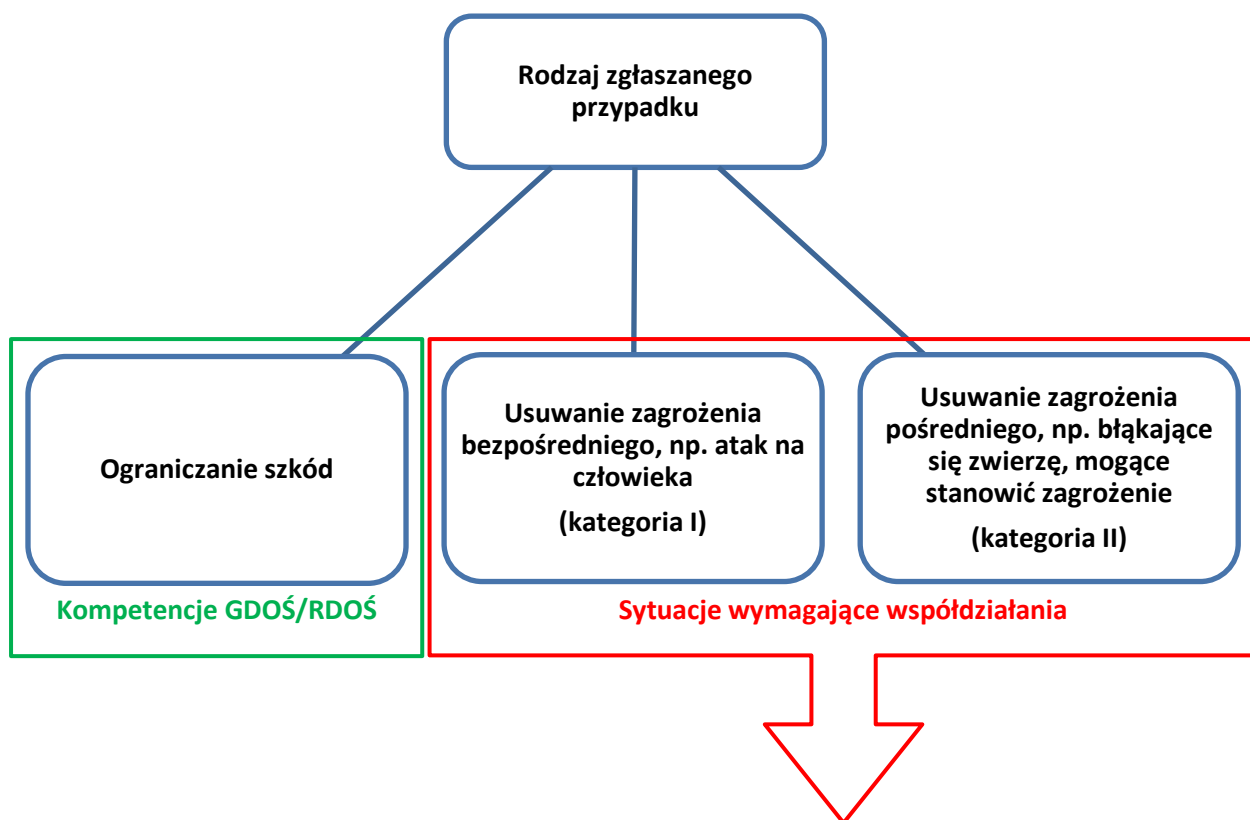 Rodzaj zgłaszanego
przypadku
Ograniczanie szkód
Usuwanie zagrożenia
bezpośredniego, np. atak na
człowieka
(kategoria I)
Usuwanie zagrożenia
pośredniego, np. błąkające
się zwierzę, mogące
stanowić zagrożenie
(kategoria II)
Kompetencje GDOŚ/RDOŚ
Sytuacje wymagające współdziałania